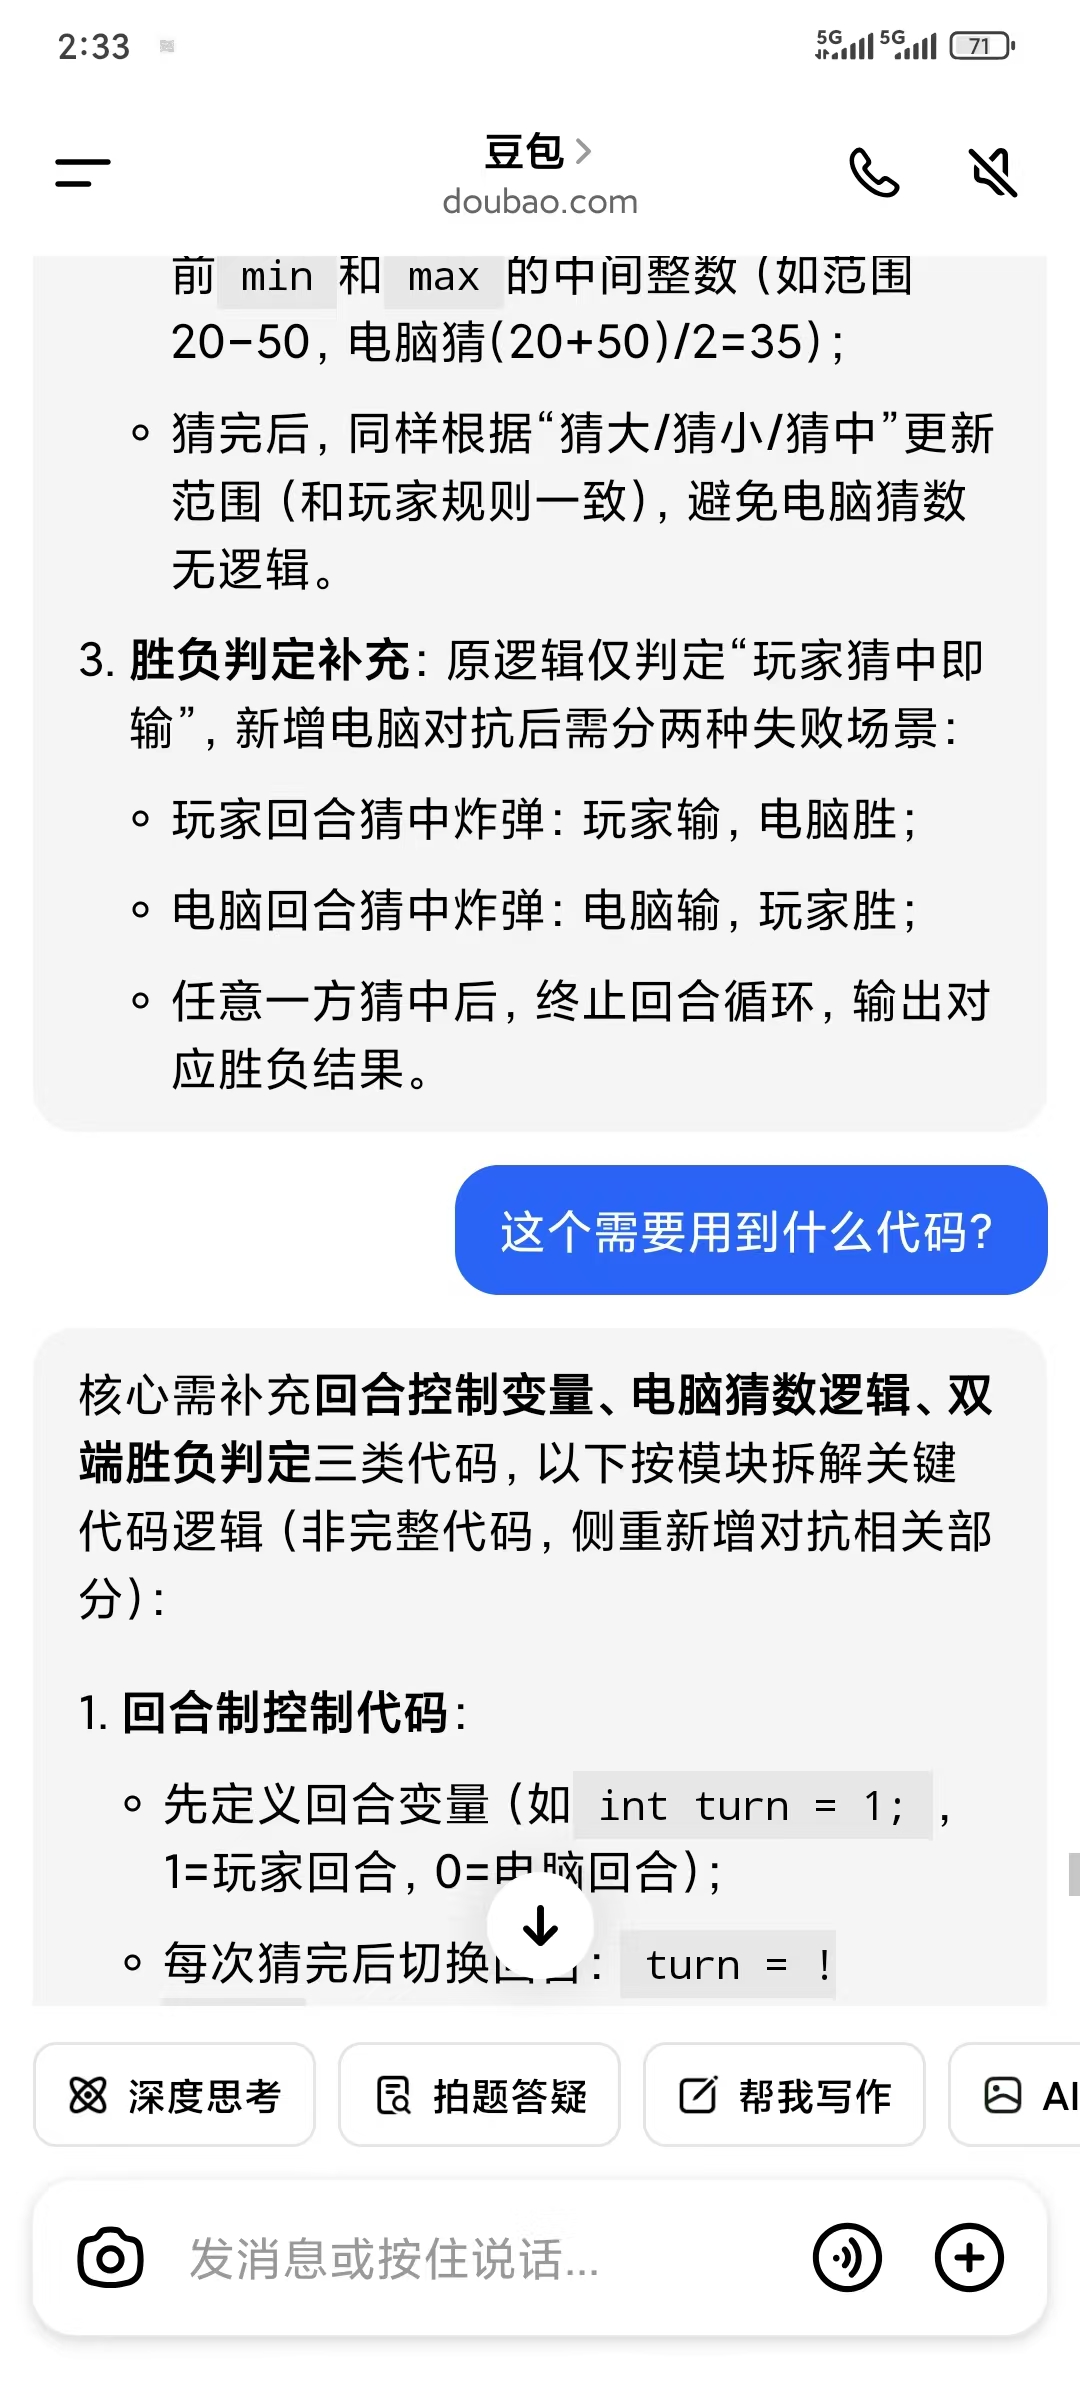 2:33
5G 5G 71
豆包
doubao.com
前 min 和 max 的中间整数（如范围
20-50，电脑猜(20+50)/2=35）；
猜完后，同样根据“猜大/猜小/猜中”更新
范围（和玩家规则一致），避免电脑猜数
无逻辑。
3. 胜负判定补充：原逻辑仅判定“玩家猜中即
输”，新增电脑对抗后需分两种失败场景：
玩家回合猜中炸弹：玩家输，电脑胜；
电脑回合猜中炸弹：电脑输，玩家胜；
任意一方猜中后，终止回合循环，输出对
应胜负结果。
这个需要用到什么代码？
核心需补充回合控制变量、电脑猜数逻辑、双
端胜负判定三类代码，以下按模块拆解关键
代码逻辑（非完整代码，侧重新增对抗相关部
分）：
1. 回合制控制代码：
先定义回合变量（如 int turn = 1; ，
1=玩家回合，0=电脑回合）；
每次猜完后切换： turn = !
深度思考
拍题答疑
帮我写作
AI
发消息或按住说话...